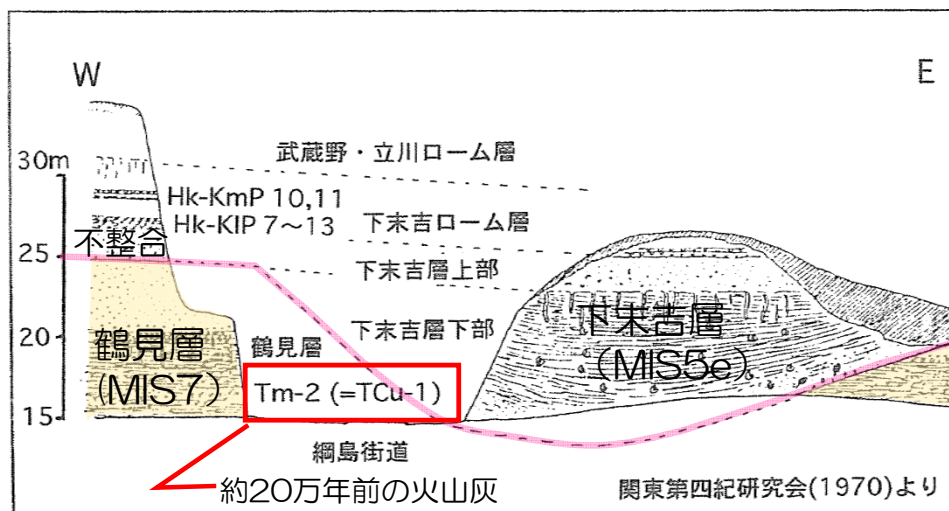 W
E
30m
武蔵野・立川ローム層
Hk-KmP 10,11
Hk-KlP 7～13
下末吉ローム層
不整合
25
下末吉層上部
20
鶴見層
(MIS7)
鶴見層
下末吉層下部
下末吉層
(MIS5e)
Tm-2 (=TCu-1)
15
綱島街道
約20万年前の火山灰
関東第四紀研究会(1970)より